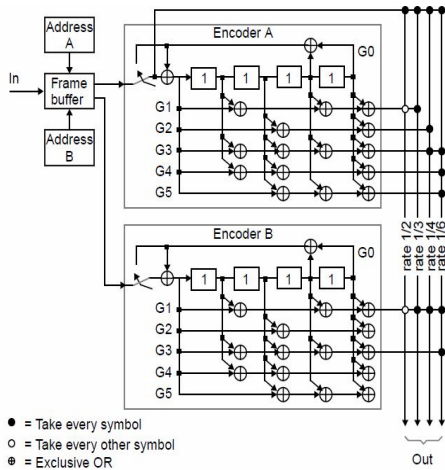 Address
A
In
Frame
buffer
Address
B
Encoder A
G0
1 1 1 1
G1
G2
G3
G4
G5
Encoder B
G0
1 1 1 1
G1
G2
G3
G4
G5
rate 1/2
rate 1/3
rate 1/4
rate 1/6
Out
= Take every symbol
= Take every other symbol
= Exclusive OR